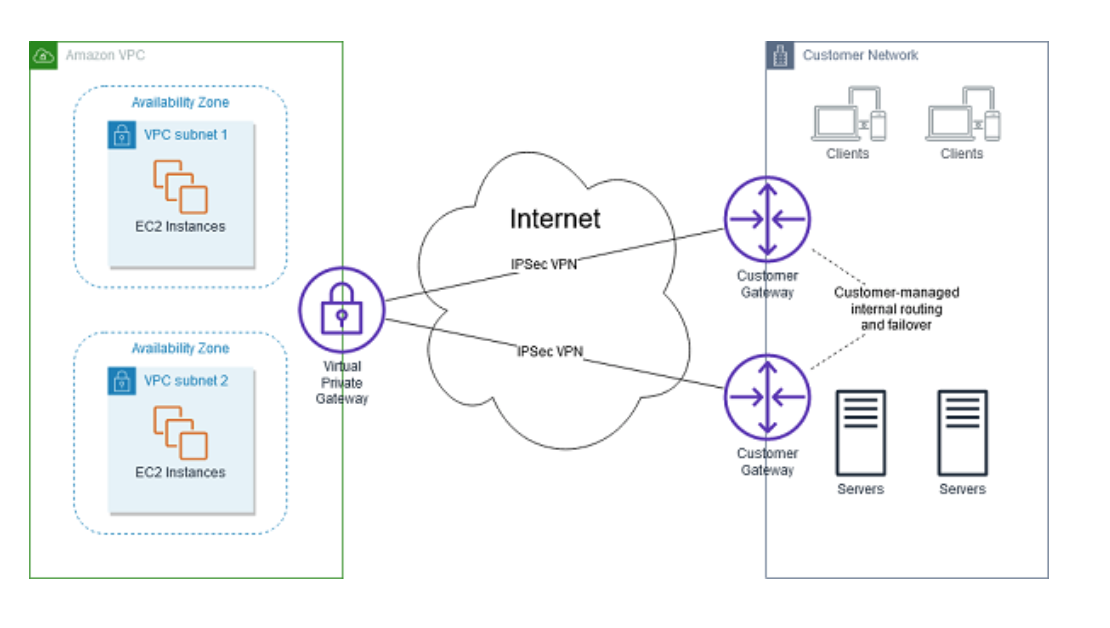 Amazon VPC
Availability Zone
VPC subnet 1
EC2 Instances
Availability Zone
VPC subnet 2
EC2 Instances
Virtual
Private
Gateway
Internet
IPSec VPN
IPSec VPN
Customer Network
Clients
Clients
Customer
Gateway
Customer-managed
internal routing
and failover
Customer
Gateway
Servers
Servers